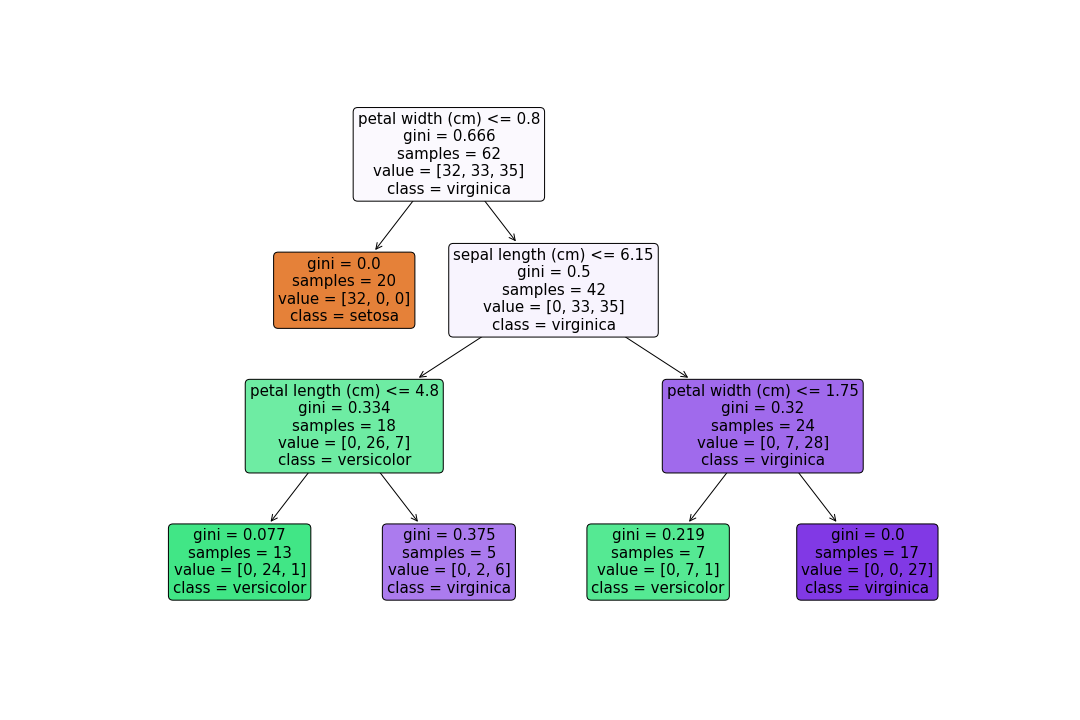 petal width (cm) <= 0.8
gini = 0.666
samples = 62
value = [32, 33, 35]
class = virginica
gini = 0.0
samples = 20
value = [32, 0, 0]
class = setosa
sepal length (cm) <= 6.15
gini = 0.5
samples = 42
value = [0, 33, 35]
class = virginica
petal length (cm) <= 4.8
gini = 0.334
samples = 18
value = [0, 26, 7]
class = versicolor
petal width (cm) <= 1.75
gini = 0.32
samples = 24
value = [0, 7, 28]
class = virginica
gini = 0.077
samples = 13
value = [0, 24, 1]
class = versicolor
gini = 0.375
samples = 5
value = [0, 2, 6]
class = virginica
gini = 0.219
samples = 7
value = [0, 7, 1]
class = versicolor
gini = 0.0
samples = 17
value = [0, 0, 27]
class = virginica